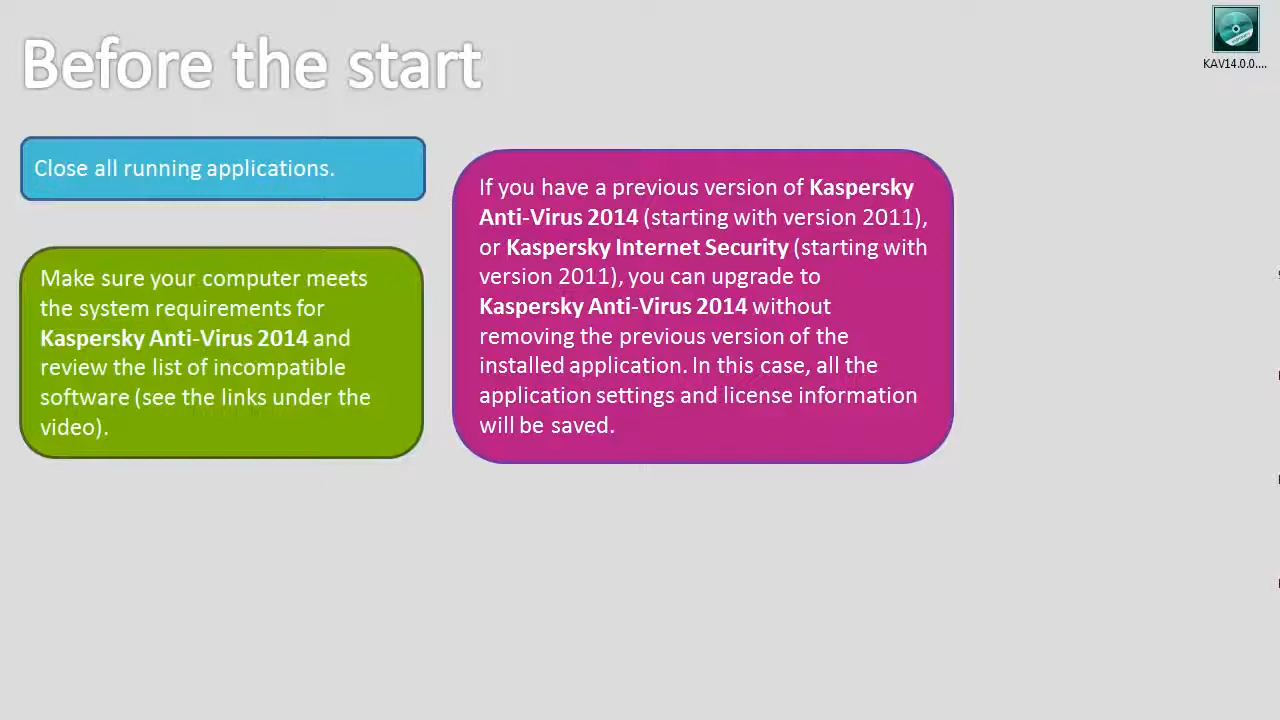 Before the start
KAV14.0.0....
Close all running applications.
Make sure your computer meets
the system requirements for
Kaspersky Anti-Virus 2014 and
review the list of incompatible
software (see the links under the
video).
If you have a previous version of Kaspersky
Anti-Virus 2014 (starting with version 2011),
or Kaspersky Internet Security (starting with
version 2011), you can upgrade to
Kaspersky Anti-Virus 2014 without
removing the previous version of the
installed application. In this case, all the
application settings and license information
will be saved.